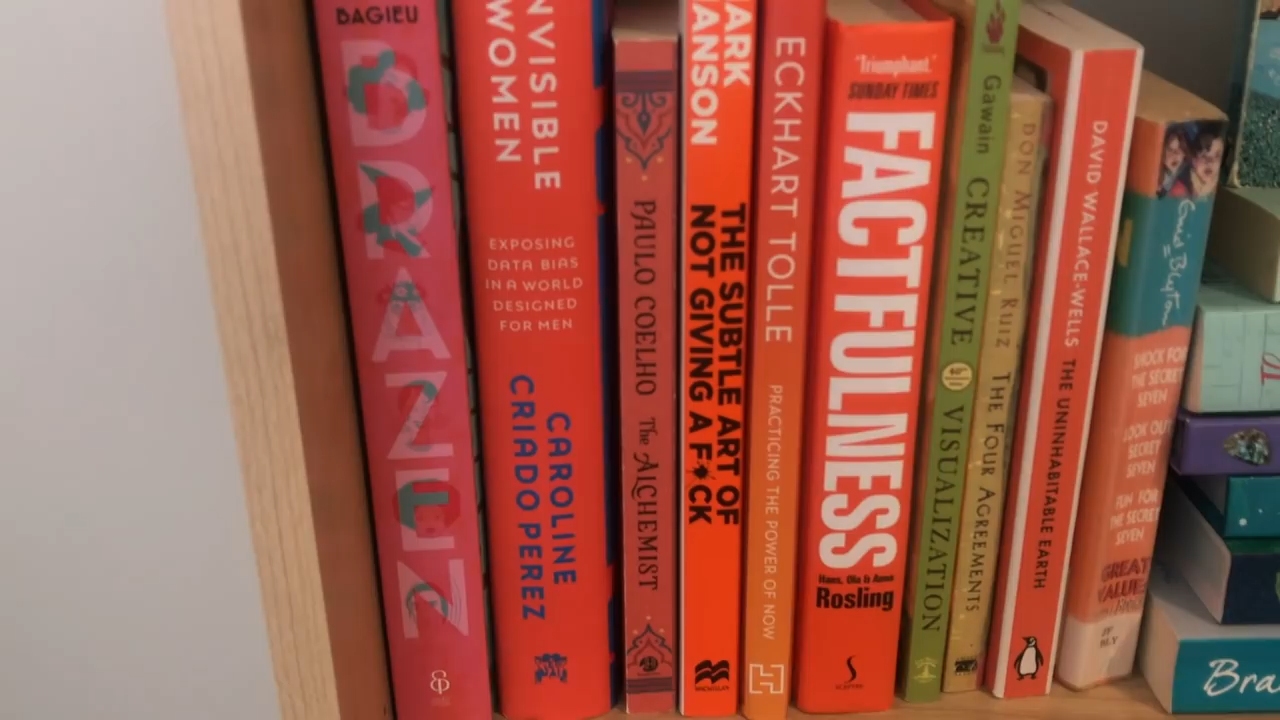 BAGIEU
BRAZEN
NVISIBLE
WOMEN
EXPOSING
DATA BIAS
IN A WORLD
DESIGNED
FOR MEN
CAROLINE
CRIADO PEREZ
PAULO COELHO The ALCHEMIST
ARK
ANSON
THE SUBTLE ART OF
NOT GIVING A F*CK
MACMILLAN
ECKHART TOLLE PRACTICING THE POWER OF NOW
H
"Triumphant."
SUNDAY TIMES
FACTFULNESS
Hans, Ola & Anna
Rosling
SCEPTRE
Gawain CREATIVE VISUALIZATION
DON MIGUEL RUIZ THE FOUR AGREEMENTS
DAVID WALLACE-WELLS THE UNINHABITABLE EARTH
Enid Blyton
SHOCK FOR
THE SECRET
SEVEN
LOOK OUT
SECRET
SEVEN
FUN FOR
THE SECRET
SEVEN
GREAT
VALUE
Bra